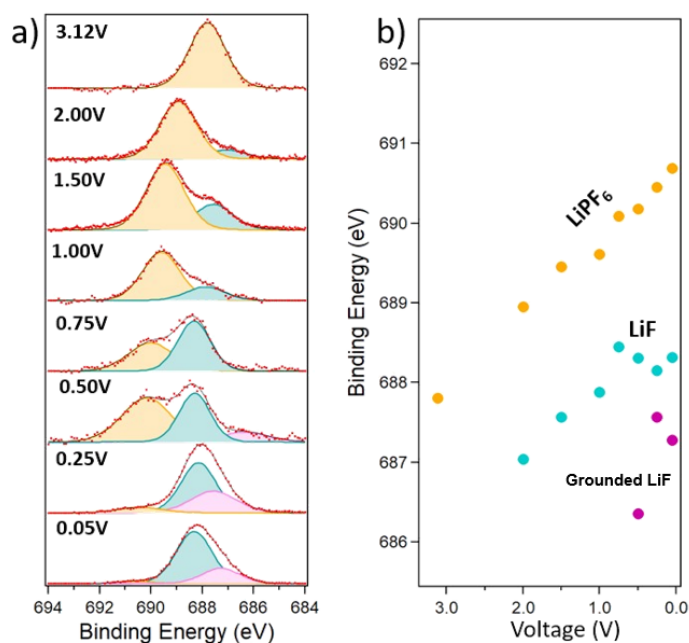 a)
3.12V
2.00V
1.50V
1.00V
0.75V
0.50V
0.25V
0.05V
694 692 690 688 686 684
Binding Energy (eV)
b)
692
691
690
689
688
687
686
Binding Energy (eV)
LiPF₆
LiF
Grounded LiF
3.0 2.0 1.0 0.0
Voltage (V)